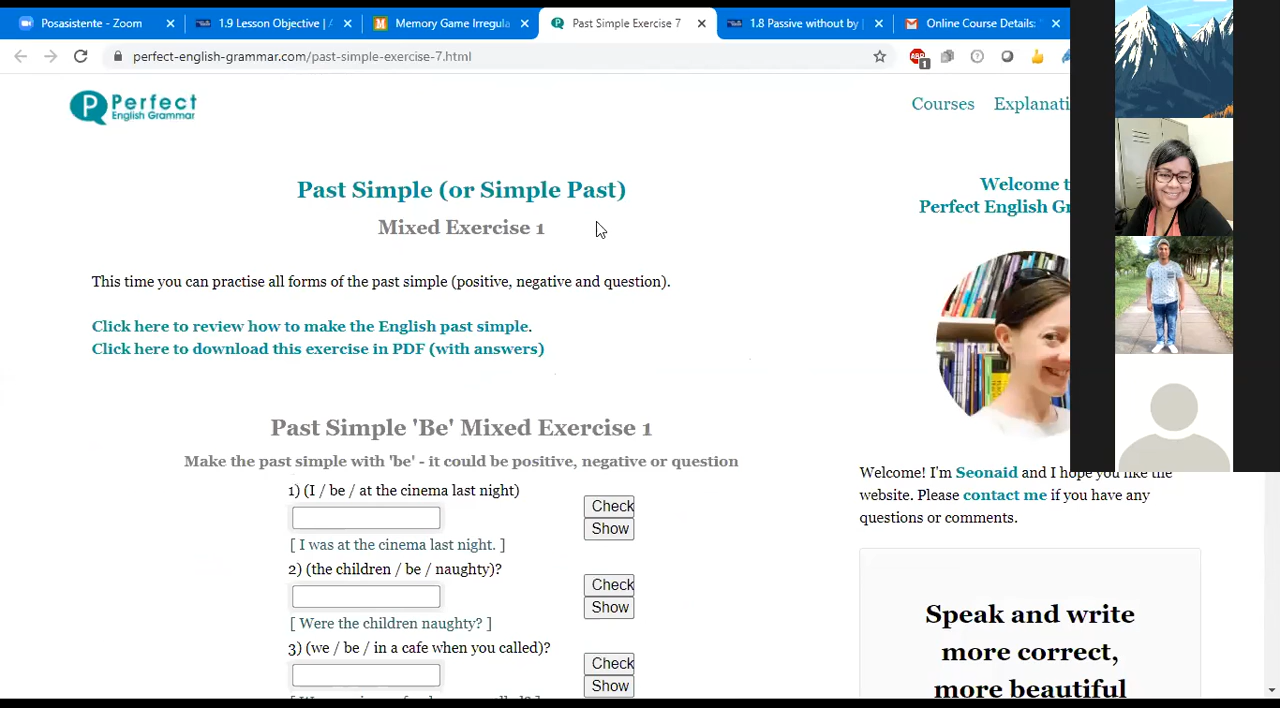 Posasistente - Zoom
1.9 Lesson Objective | A
Memory Game Irregula
Past Simple Exercise 7
1.8 Passive without by |
Online Course Details:
perfect-english-grammar.com/past-simple-exercise-7.html
1
Perfect
English Grammar
Courses Explanati
Past Simple (or Simple Past)
Mixed Exercise 1
This time you can practise all forms of the past simple (positive, negative and question).
Click here to review how to make the English past simple.
Click here to download this exercise in PDF (with answers)
Past Simple 'Be' Mixed Exercise 1
Make the past simple with 'be' - it could be positive, negative or question
1) (I / be / at the cinema last night)
Check
Show
[ I was at the cinema last night. ]
2) (the children / be / naughty)?
Check
Show
[ Were the children naughty? ]
3) (we / be / in a cafe when you called)?
Check
Show
Welcome t
Perfect English Gr
Welcome! I'm Seonaid and I hope you like the
website. Please contact me if you have any
questions or comments.
Speak and write
more correct,
more beautiful